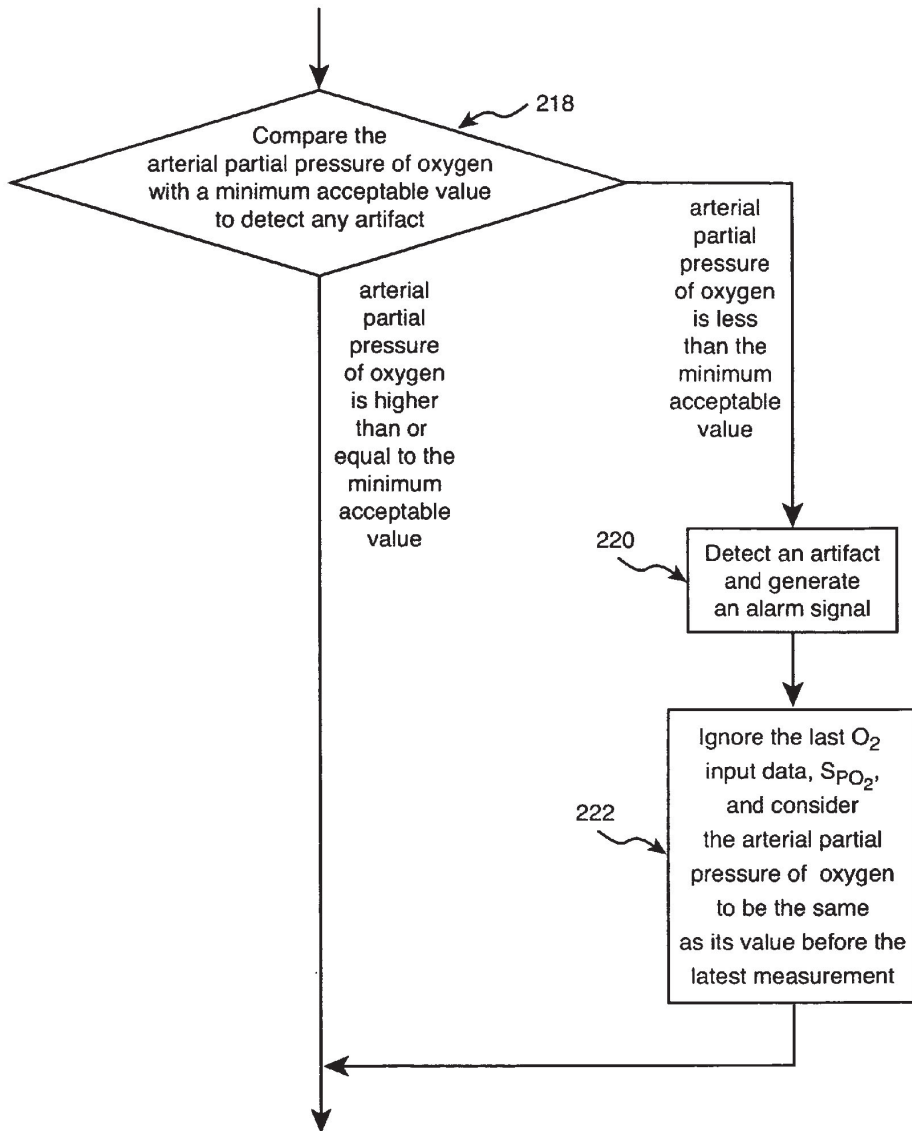 218
Compare the
arterial partial pressure of oxygen
with a minimum acceptable value
to detect any artifact
arterial
partial
pressure
of oxygen
is higher
than or
equal to the
minimum
acceptable
value
arterial
partial
pressure
of oxygen
is less
than the
minimum
acceptable
value
220
Detect an artifact
and generate
an alarm signal
222
Ignore the last O₂
input data, S_PO₂,
and consider
the arterial partial
pressure of oxygen
to be the same
as its value before the
latest measurement